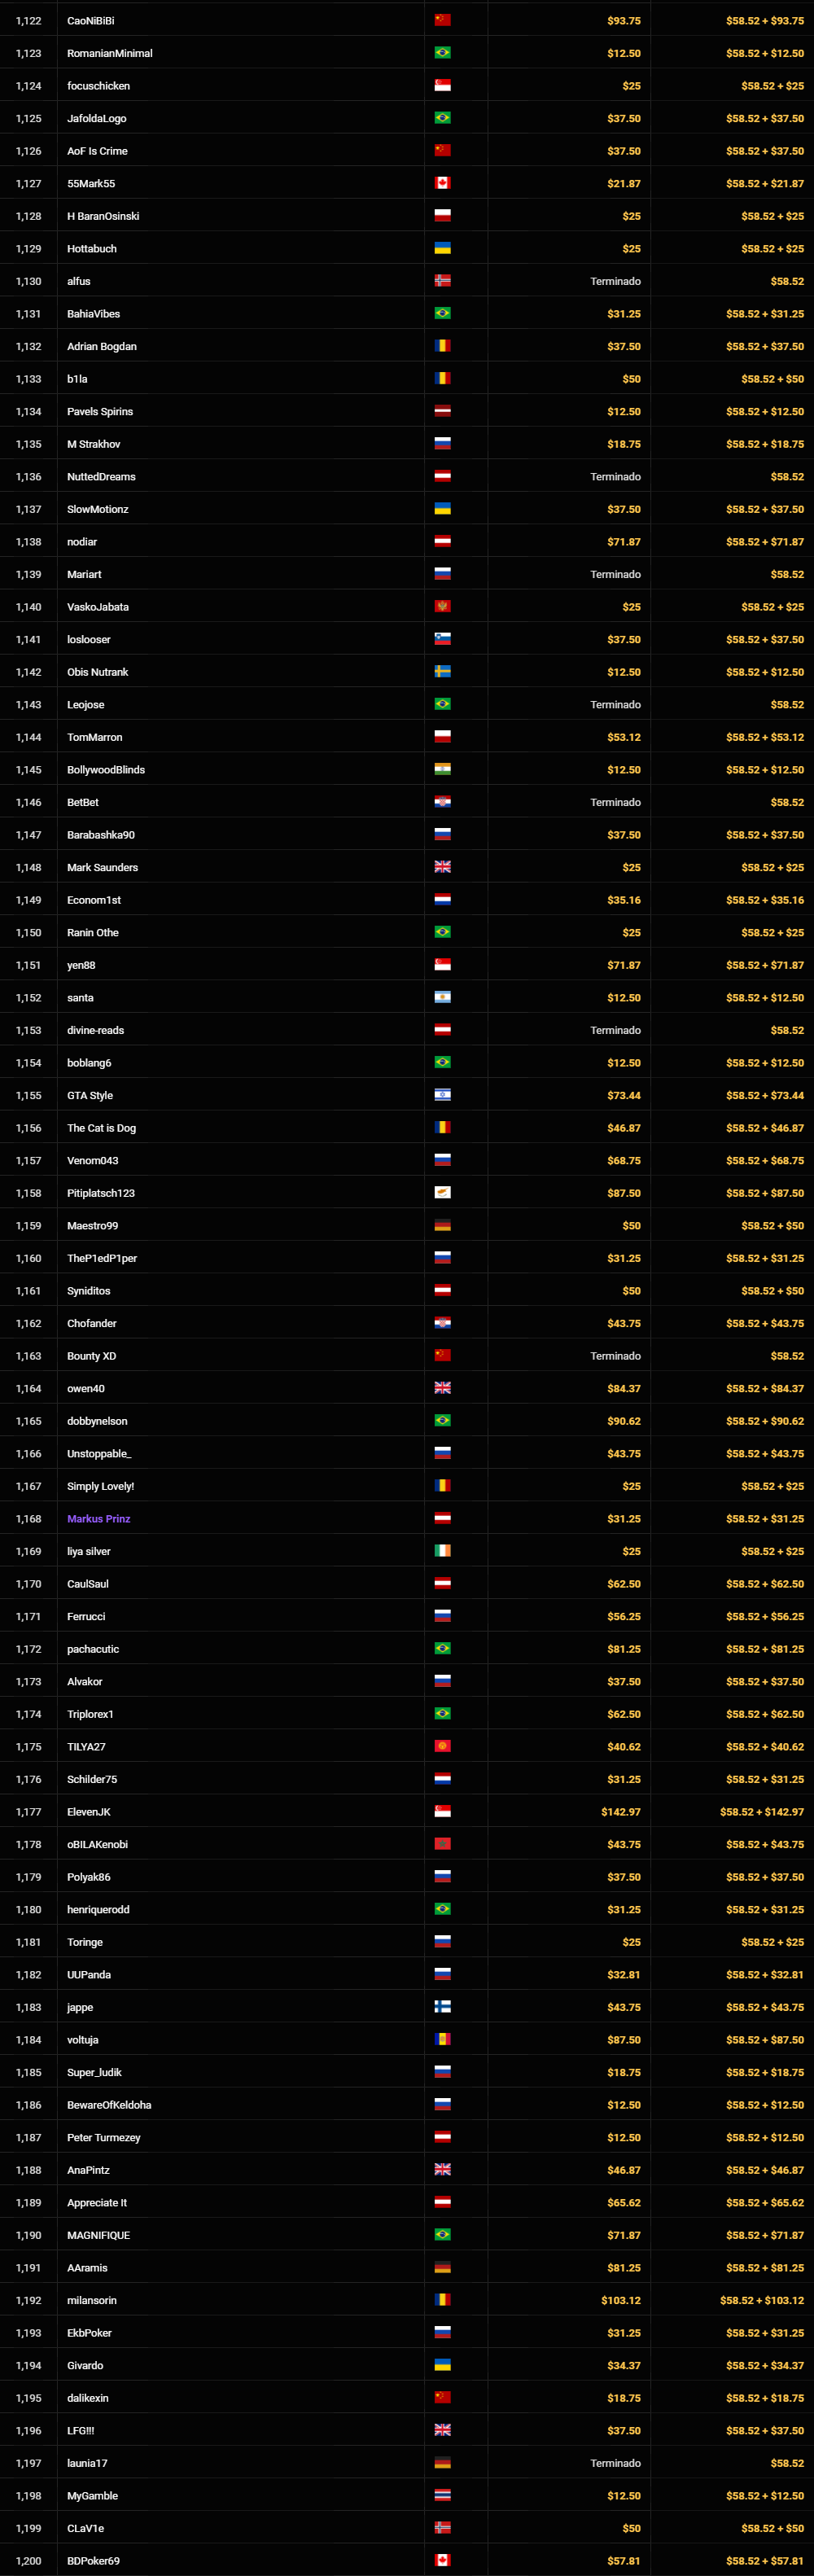 1,122 CaoNiBiBi $93.75 $58.52 + $93.75
1,123 RomanianMinimal $12.50 $58.52 + $12.50
1,124 focuschicken $25 $58.52 + $25
1,125 JafoldaLogo $37.50 $58.52 + $37.50
1,126 AoF Is Crime $37.50 $58.52 + $37.50
1,127 55Mark55 $21.87 $58.52 + $21.87
1,128 H BaranOsinski $25 $58.52 + $25
1,129 Hottabuch $25 $58.52 + $25
1,130 alfus Terminado $58.52
1,131 BahiaVibes $31.25 $58.52 + $31.25
1,132 Adrian Bogdan $37.50 $58.52 + $37.50
1,133 b1la $50 $58.52 + $50
1,134 Pavels Spirins $12.50 $58.52 + $12.50
1,135 M Strakhov $18.75 $58.52 + $18.75
1,136 NuttedDreams Terminado $58.52
1,137 SlowMotionz $37.50 $58.52 + $37.50
1,138 nodiar $71.87 $58.52 + $71.87
1,139 Mariart Terminado $58.52
1,140 VaskoJabata $25 $58.52 + $25
1,141 loslooser $37.50 $58.52 + $37.50
1,142 Obis Nutrank $12.50 $58.52 + $12.50
1,143 Leojose Terminado $58.52
1,144 TomMarron $53.12 $58.52 + $53.12
1,145 BollywoodBlinds $12.50 $58.52 + $12.50
1,146 BetBet Terminado $58.52
1,147 Barabashka90 $37.50 $58.52 + $37.50
1,148 Mark Saunders $25 $58.52 + $25
1,149 Econom1st $35.16 $58.52 + $35.16
1,150 Ranin Othe $25 $58.52 + $25
1,151 yen88 $71.87 $58.52 + $71.87
1,152 santa $12.50 $58.52 + $12.50
1,153 divine-reads Terminado $58.52
1,154 boblang6 $12.50 $58.52 + $12.50
1,155 GTA Style $73.44 $58.52 + $73.44
1,156 The Cat is Dog $46.87 $58.52 + $46.87
1,157 Venom043 $68.75 $58.52 + $68.75
1,158 Pitiplatsch123 $87.50 $58.52 + $87.50
1,159 Maestro99 $50 $58.52 + $50
1,160 TheP1edP1per $31.25 $58.52 + $31.25
1,161 Syniditos $50 $58.52 + $50
1,162 Chofander $43.75 $58.52 + $43.75
1,163 Bounty XD Terminado $58.52
1,164 owen40 $84.37 $58.52 + $84.37
1,165 dobbynelson $90.62 $58.52 + $90.62
1,166 Unstoppable_ $43.75 $58.52 + $43.75
1,167 Simply Lovely! $25 $58.52 + $25
1,168 Markus Prinz $31.25 $58.52 + $31.25
1,169 liya silver $25 $58.52 + $25
1,170 CaulSaul $62.50 $58.52 + $62.50
1,171 Ferrucci $56.25 $58.52 + $56.25
1,172 pachacutic $81.25 $58.52 + $81.25
1,173 Alvakor $37.50 $58.52 + $37.50
1,174 Triplorex1 $62.50 $58.52 + $62.50
1,175 TILYA27 $40.62 $58.52 + $40.62
1,176 Schilder75 $31.25 $58.52 + $31.25
1,177 ElevenJK $142.97 $58.52 + $142.97
1,178 oBILAKenobi $43.75 $58.52 + $43.75
1,179 Polyak86 $37.50 $58.52 + $37.50
1,180 henriquerodd $31.25 $58.52 + $31.25
1,181 Toringe $25 $58.52 + $25
1,182 UUPanda $32.81 $58.52 + $32.81
1,183 jappe $43.75 $58.52 + $43.75
1,184 voltuja $87.50 $58.52 + $87.50
1,185 Super_ludik $18.75 $58.52 + $18.75
1,186 BewareOfKeldoha $12.50 $58.52 + $12.50
1,187 Peter Turmezey $12.50 $58.52 + $12.50
1,188 AnaPintz $46.87 $58.52 + $46.87
1,189 Appreciate It $65.62 $58.52 + $65.62
1,190 MAGNIFIQUE $71.87 $58.52 + $71.87
1,191 AAramis $81.25 $58.52 + $81.25
1,192 milansorin $103.12 $58.52 + $103.12
1,193 EkbPoker $31.25 $58.52 + $31.25
1,194 Givardo $34.37 $58.52 + $34.37
1,195 dalikexin $18.75 $58.52 + $18.75
1,196 LFG!!! $37.50 $58.52 + $37.50
1,197 launia17 Terminado $58.52
1,198 MyGamble $12.50 $58.52 + $12.50
1,199 CLaV1e $50 $58.52 + $50
1,200 BDPoker69 $57.81 $58.52 + $57.81